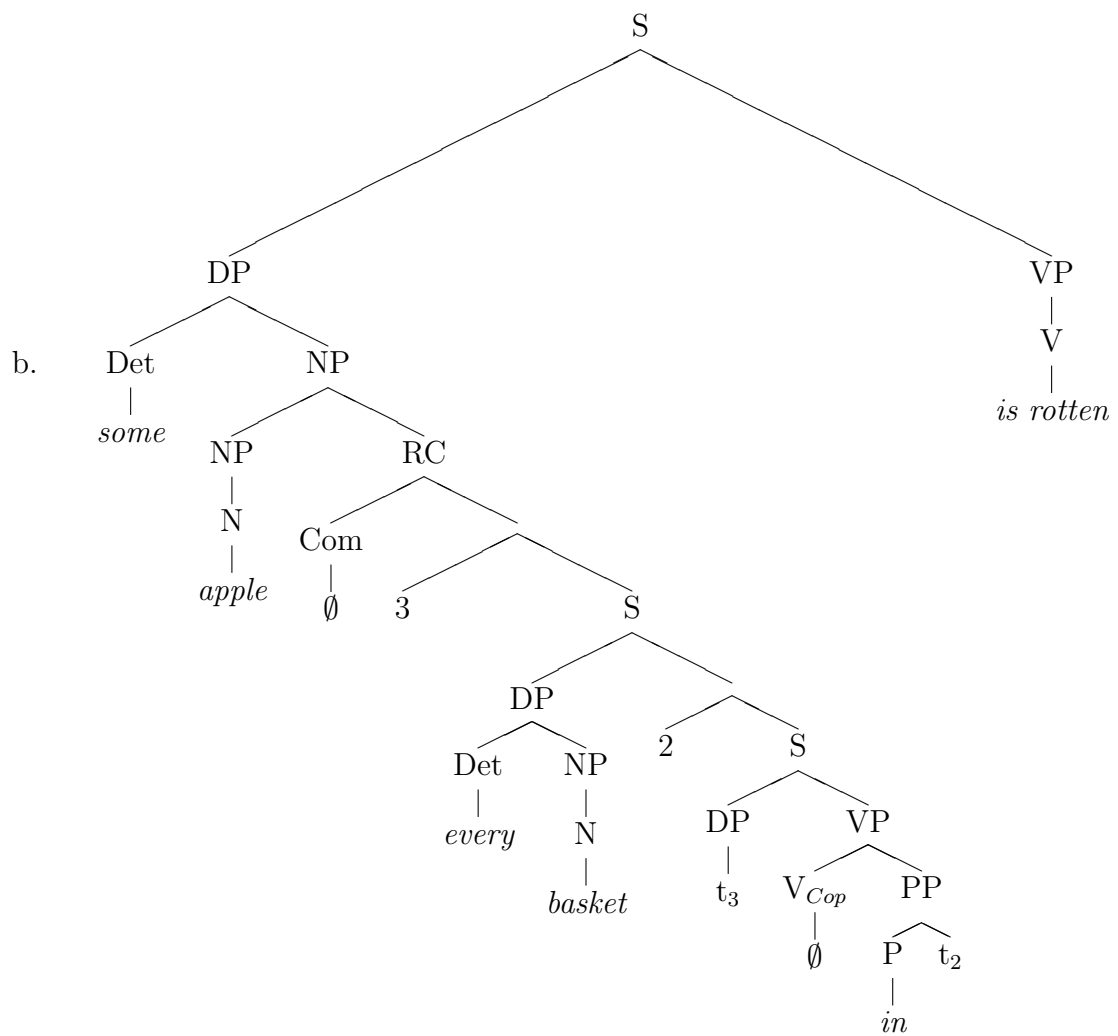 S
DP VP
b. Det NP V
some is rotten
NP RC
N Com
apple ∅ 3 S
DP
2 S
Det NP
every N DP VP
basket t₃ V_Cop PP
∅ P t₂
in